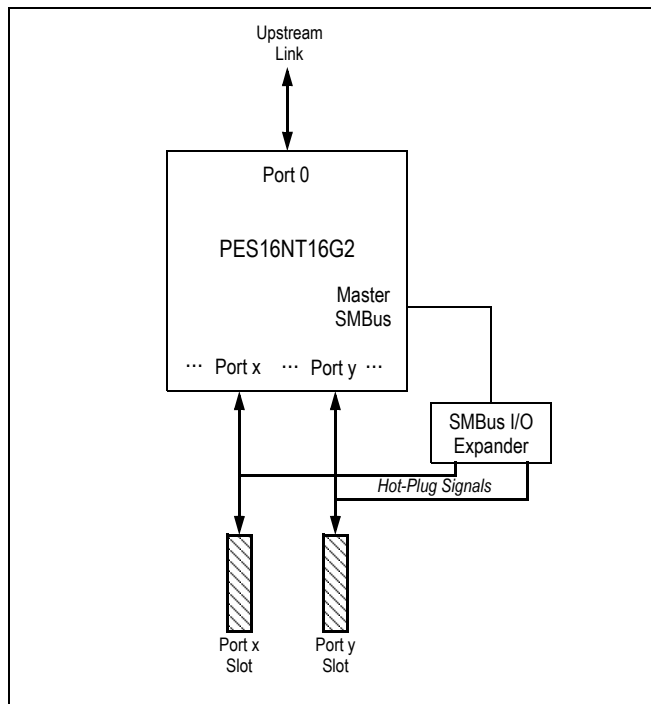 Upstream
Link
Port 0
PES16NT16G2
Master
SMBus
··· Port x ··· Port y ···
SMBus I/O
Expander
Hot-Plug Signals
Port x
Slot
Port y
Slot